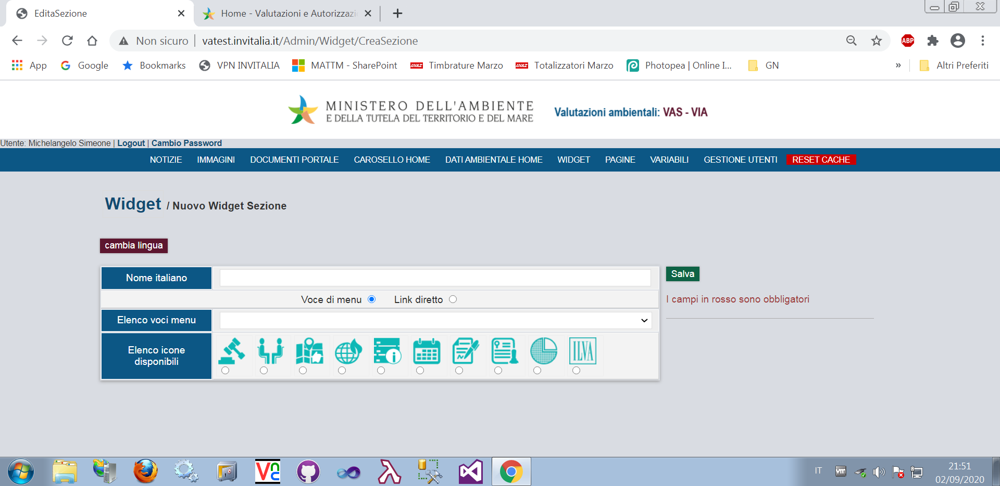 EditaSezione
Home - Valutazioni e Autorizzazi
Non sicuro | vatest.invitalia.it/Admin/Widget/CreaSezione
ABP
App Google Bookmarks VPN INVITALIA MATTM - SharePoint Timbrature Marzo Totalizzatori Marzo Photopea | Online I... GN » Altri Preferiti
MINISTERO DELL'AMBIENTE
E DELLA TUTELA DEL TERRITORIO E DEL MARE
Valutazioni ambientali: VAS - VIA
Utente: Michelangelo Simeone | Logout | Cambio Password
NOTIZIE IMMAGINI DOCUMENTI PORTALE CAROSELLO HOME DATI AMBIENTALE HOME WIDGET PAGINE VARIABILI GESTIONE UTENTI RESET CACHE
Widget / Nuovo Widget Sezione
cambia lingua
Nome italiano
Salva
Voce di menu Link diretto
I campi in rosso sono obbligatori
Elenco voci menu
Elenco icone
disponibili
ILVA
IT
21:51
02/09/2020